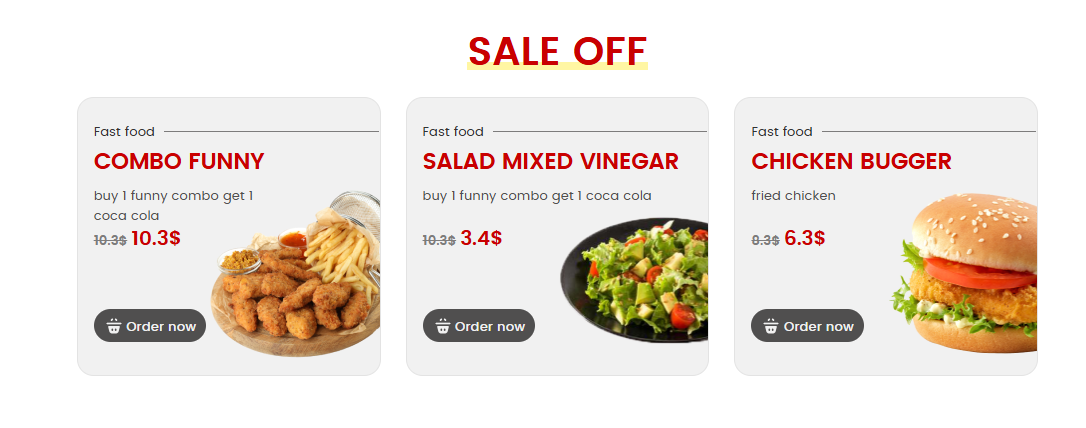 SALE OFF
Fast food
COMBO FUNNY
buy 1 funny combo get 1
coca cola
10.3$ 10.3$
Order now
Fast food
SALAD MIXED VINEGAR
buy 1 funny combo get 1 coca cola
10.3$ 3.4$
Order now
Fast food
CHICKEN BUGGER
fried chicken
8.3$ 6.3$
Order now